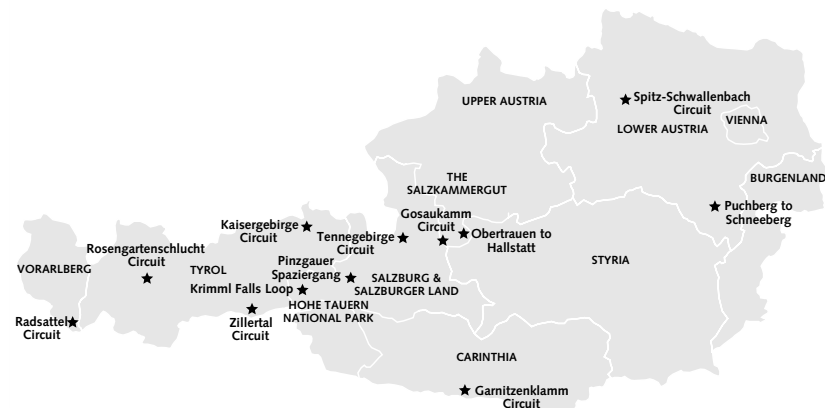 UPPER AUSTRIA
Spitz-Schwallenbach
Circuit
VIENNA
LOWER AUSTRIA
THE
SALZKAMMERGUT
BURGENLAND
Gosaukamm
Circuit
Puchberg to
Schneeberg
Kaisergebirge
Circuit
Tennegebirge
Circuit
Obertrauen to
Hallstatt
Rosengartenschlucht
Circuit
VORARLBERG
TYROL
Pinzgauer
Spaziergang
STYRIA
Krimml Falls Loop
SALZBURG &
SALZBURGER LAND
HOHE TAUERN
NATIONAL PARK
Radsattel
Circuit
Zillertal
Circuit
CARINTHIA
Garnitzenklamm
Circuit